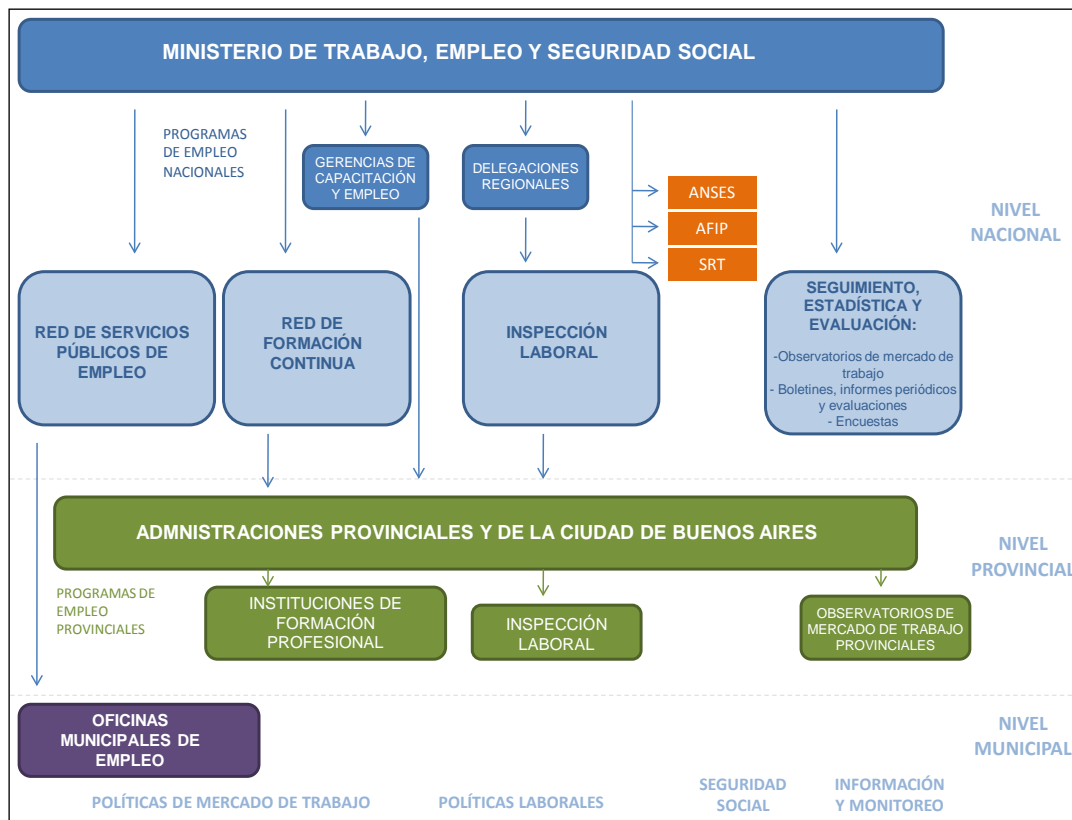 MINISTERIO DE TRABAJO, EMPLEO Y SEGURIDAD SOCIAL
PROGRAMAS
DE EMPLEO
NACIONALES
GERENCIAS DE
CAPACITACIÓN
Y EMPLEO
DELEGACIONES
REGIONALES
ANSES
AFIP
SRT
NIVEL
NACIONAL
RED DE SERVICIOS
PÚBLICOS DE
EMPLEO
RED DE
FORMACIÓN
CONTINUA
INSPECCIÓN
LABORAL
SEGUIMIENTO,
ESTADÍSTICA Y
EVALUACIÓN:
-Observatorios de mercado de
trabajo
- Boletines, informes periódicos
y evaluaciones
- Encuestas
ADMNISTRACIONES PROVINCIALES Y DE LA CIUDAD DE BUENOS AIRES
NIVEL
PROVINCIAL
PROGRAMAS DE
EMPLEO
PROVINCIALES
INSTITUCIONES DE
FORMACIÓN
PROFESIONAL
INSPECCIÓN
LABORAL
OBSERVATORIOS DE
MERCADO DE TRABAJO
PROVINCIALES
OFICINAS
MUNICIPALES DE
EMPLEO
NIVEL
MUNICIPAL
POLÍTICAS DE MERCADO DE TRABAJO
POLÍTICAS LABORALES
SEGURIDAD
SOCIAL
INFORMACIÓN
Y MONITOREO